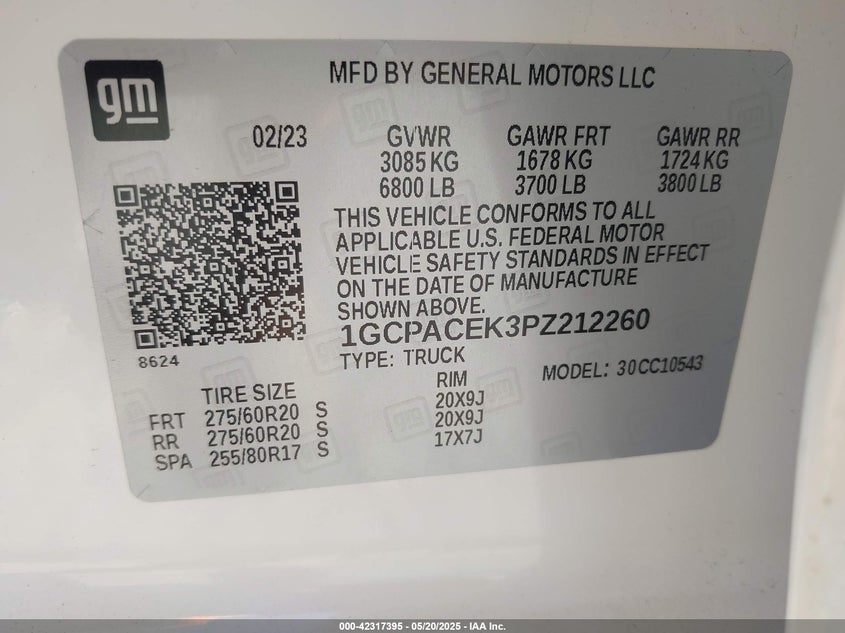 gm
MFD BY GENERAL MOTORS LLC
02/23
GVWR GAWR FRT GAWR RR
3085 KG 1678 KG 1724 KG
6800 LB 3700 LB 3800 LB
THIS VEHICLE CONFORMS TO ALL
APPLICABLE U.S. FEDERAL MOTOR
VEHICLE SAFETY STANDARDS IN EFFECT
ON THE DATE OF MANUFACTURE
SHOWN ABOVE.
1GCPACEK3PZ212260
8624
TYPE: TRUCK
MODEL: 30CC10543
TIRE SIZE RIM
FRT 275/60R20 S 20X9J
RR 275/60R20 S 20X9J
SPA 255/80R17 S 17X7J
000-42317395 - 05/20/2025 - IAA Inc.